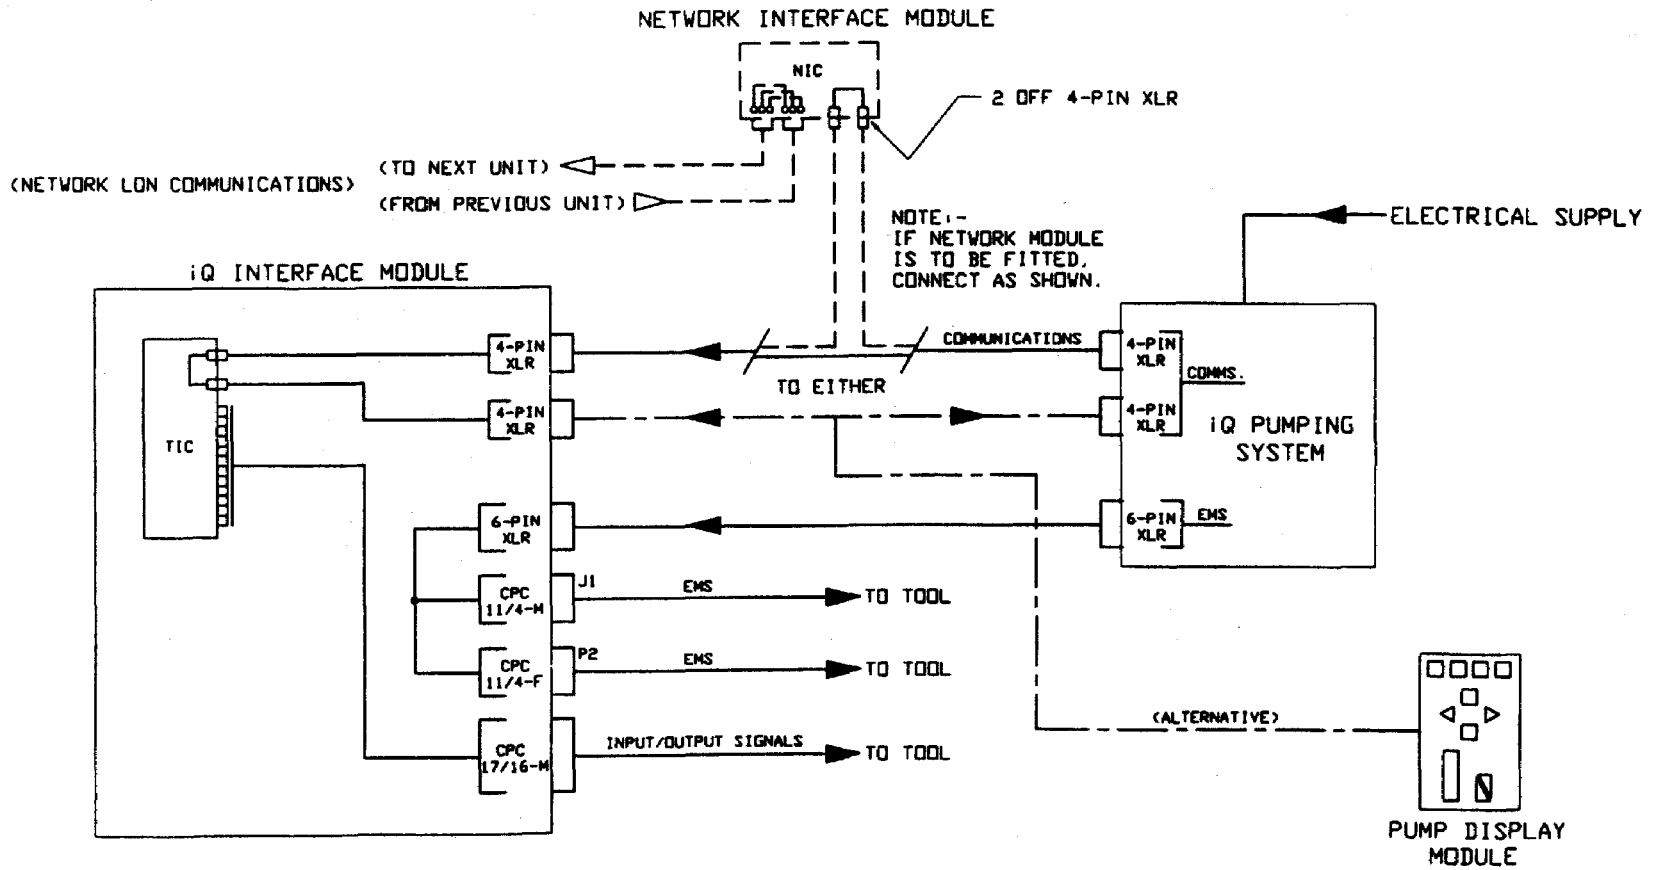 NETWORK INTERFACE MODULE
NIC
2 OFF 4-PIN XLR
(TO NEXT UNIT)
(NETWORK LON COMMUNICATIONS)
(FROM PREVIOUS UNIT)
NOTE:-
IF NETWORK MODULE
IS TO BE FITTED.
CONNECT AS SHOWN.
ELECTRICAL SUPPLY
iQ INTERFACE MODULE
4-PIN
XLR
COMMUNICATIONS
4-PIN
XLR
COMMS.
TO EITHER
4-PIN
XLR
4-PIN
XLR
iQ PUMPING
SYSTEM
TIC
6-PIN
XLR
6-PIN
XLR
EMS
J1
CPC
11/4-M
EMS
TO TOOL
P2
CPC
11/4-F
EMS
TO TOOL
CPC
17/16-M
INPUT/OUTPUT SIGNALS
TO TOOL
(ALTERNATIVE)
PUMP DISPLAY
MODULE